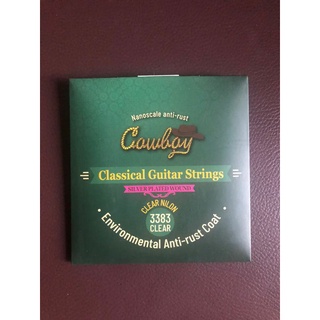 Nanoscale anti-rust
Cowboy
Classical Guitar Strings
SILVER PLATED WOUND
CLEAR NILON
3383
CLEAR
Environmental Anti-rust Coat